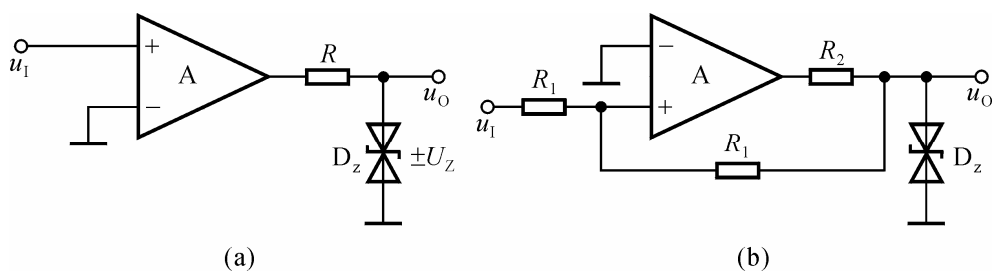 u_I
+
−
A
R
u_O
D_z
±U_Z
(a)
u_I
R_1
−
+
A
R_2
R_1
u_O
D_z
(b)